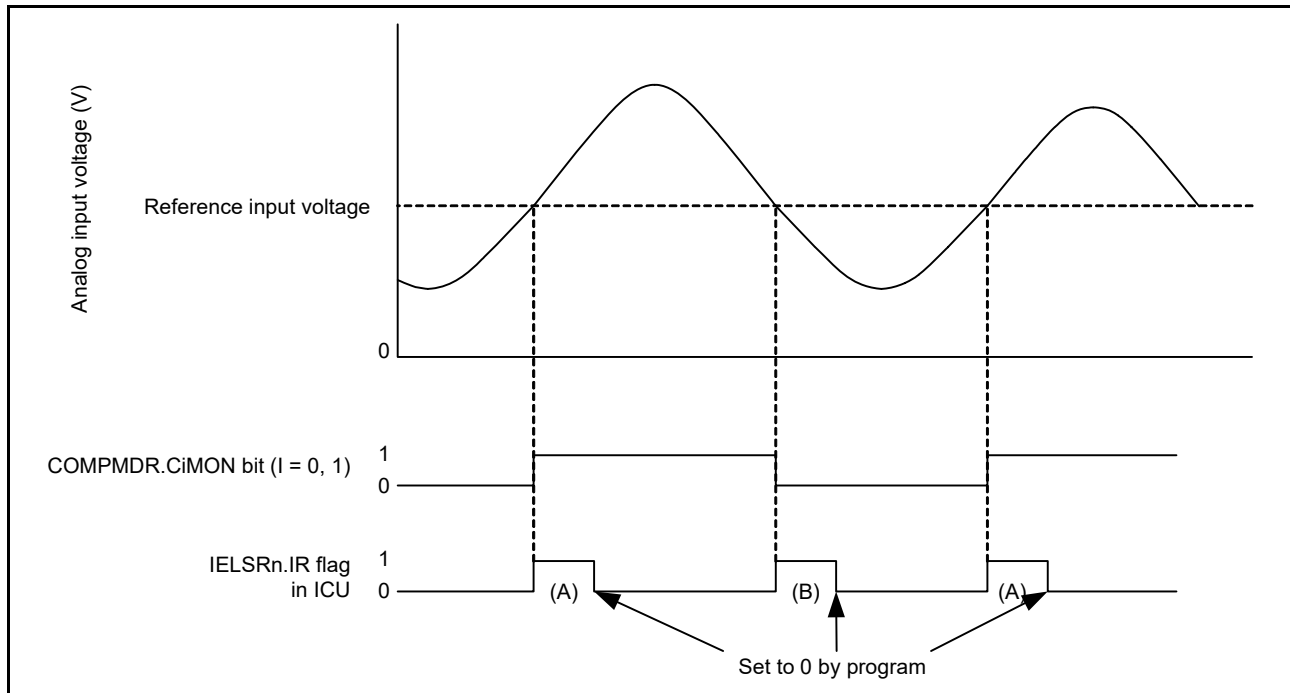 Analog input voltage (V)
Reference input voltage
0
COMPMDR.CiMON bit (I = 0, 1)
1
0
IELSRn.IR flag
in ICU
1
0
(A)
(B)
(A)
Set to 0 by program